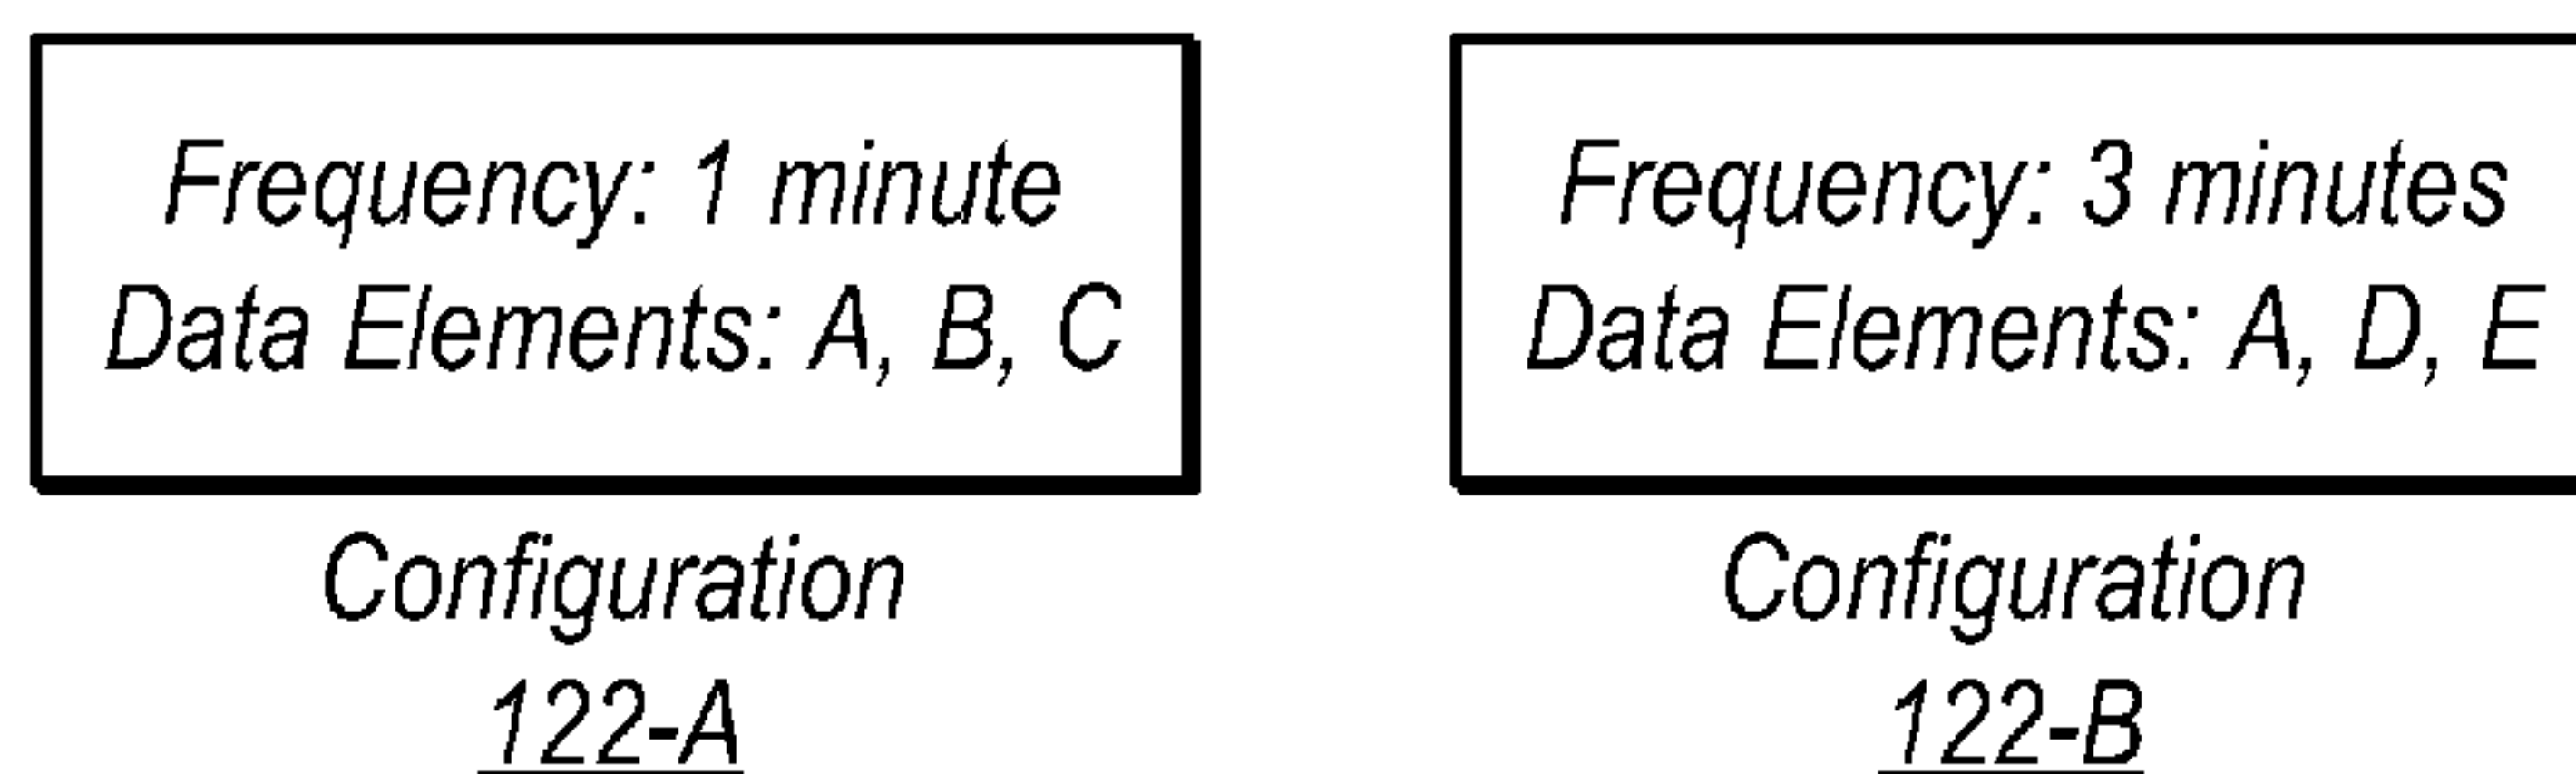 Frequency: 1 minute
Data Elements: A, B, C
Configuration
122-A
Frequency: 3 minutes
Data Elements: A, D, E
Configuration
122-B